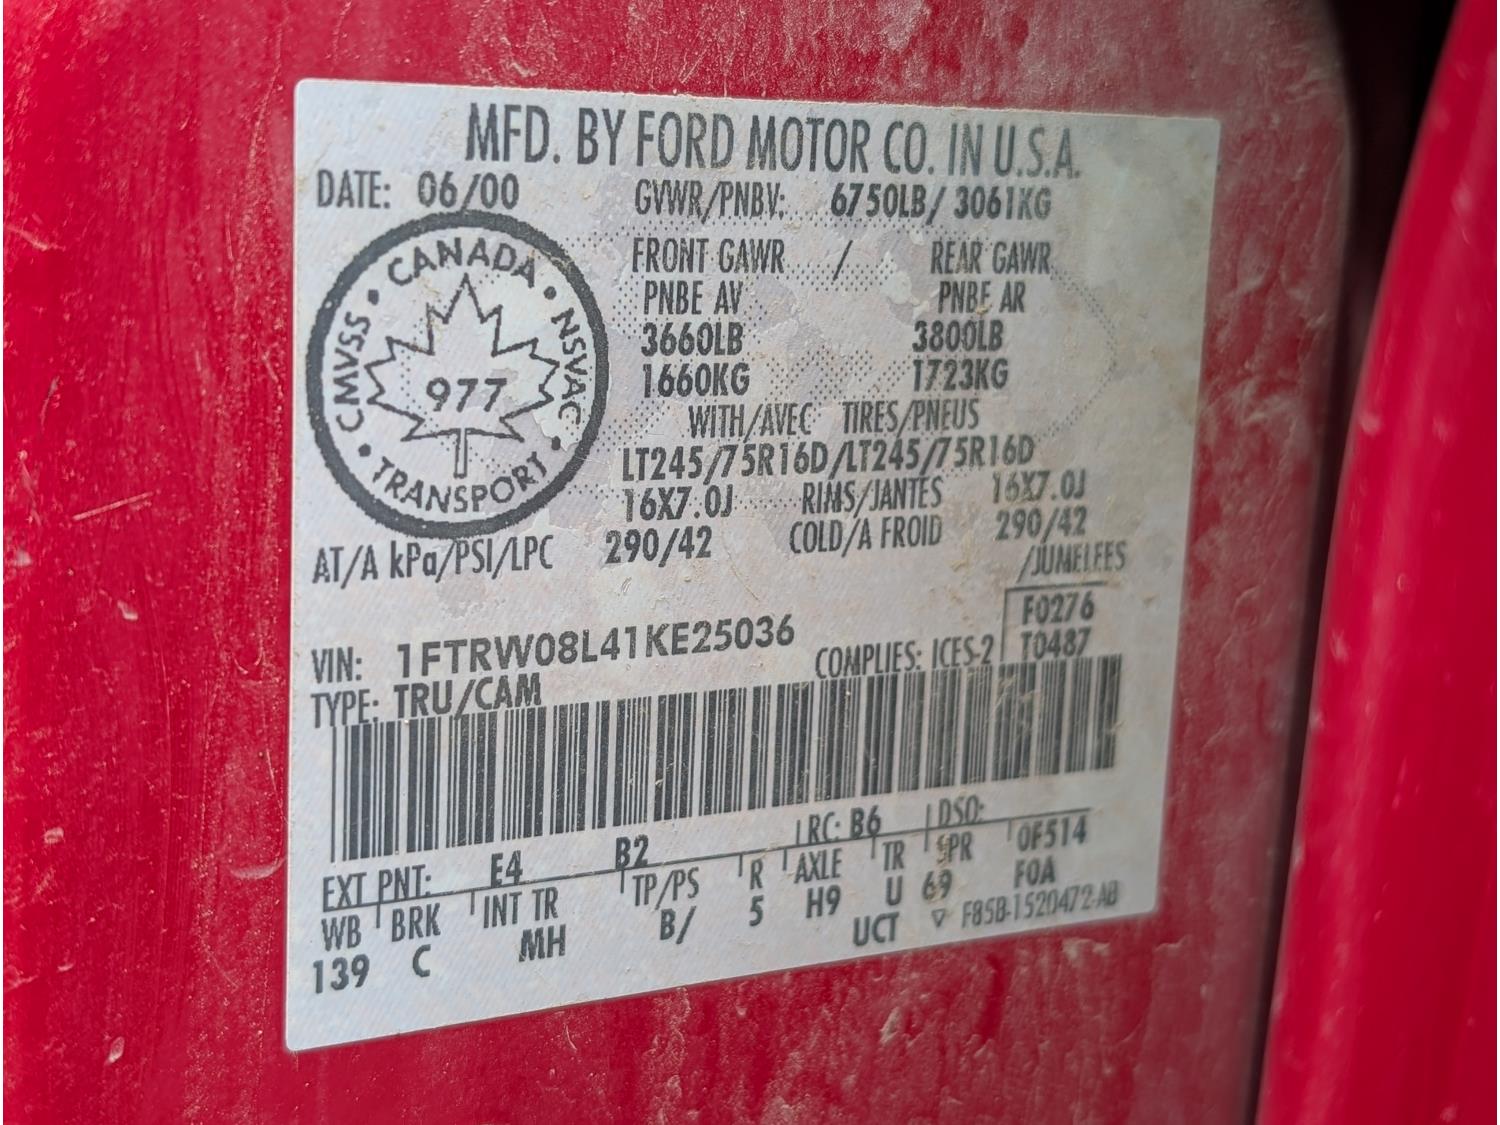 MFD. BY FORD MOTOR CO. IN U.S.A.
DATE: 06/00 GVWR/PNBV: 6750LB/ 3061KG
CANADA
CMVSS • NSVAC
977
TRANSPORT
FRONT GAWR / REAR GAWR
PNBE AV PNBE AR
3660LB 3800LB
1660KG 1723KG
WITH/AVEC TIRES/PNEUS
LT245/75R16D/LT245/75R16D
16X7.0J RIMS/JANTES 16X7.0J
AT/A kPa/PSI/LPC 290/42 COLD/A FROID 290/42
/JUMELEES
VIN: 1FTRW08L41KE25036 F0276
TYPE: TRU/CAM COMPLIES: ICES-2 T0487
EXT PNT: E4 B2 RC: B6 DSO:
WB BRK INT TR TP/PS R AXLE TR SPR 0F514
139 C MH B/ 5 H9 U 69 F0A
UCT ▽ F85B-1520472-AB